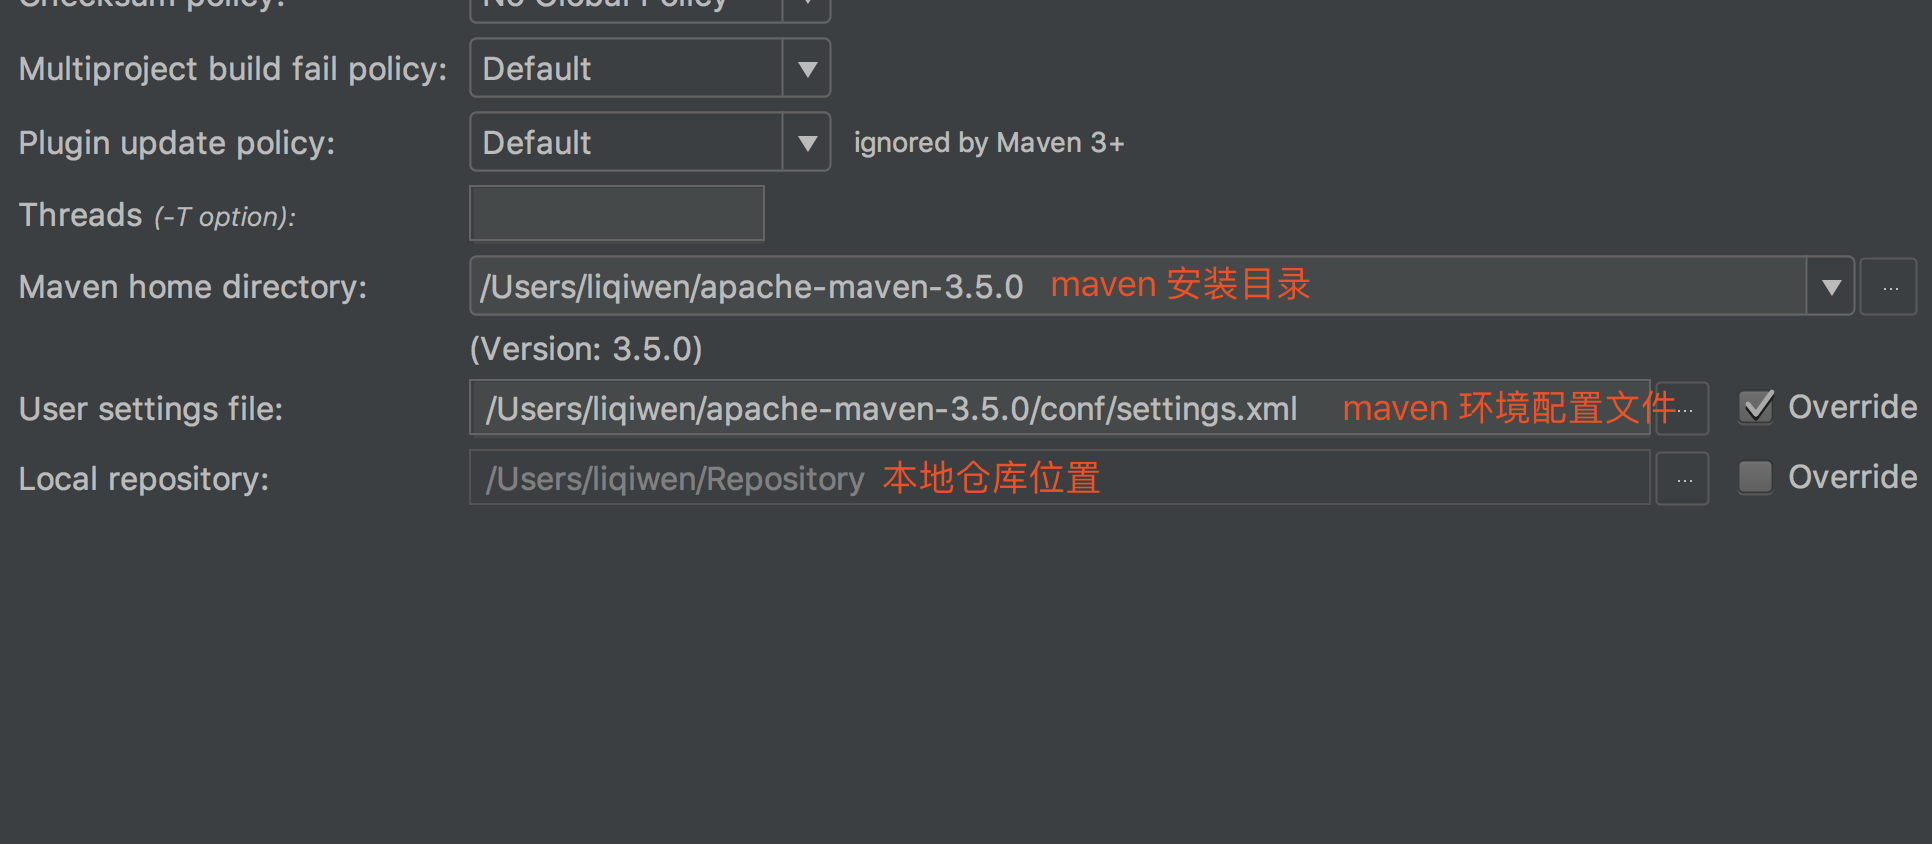 Checksum policy: No Global Policy
Multiproject build fail policy: Default
Plugin update policy: Default ignored by Maven 3+
Threads (-T option):
Maven home directory: /Users/liqiwen/apache-maven-3.5.0 maven 安装目录 ...
(Version: 3.5.0)
User settings file: /Users/liqiwen/apache-maven-3.5.0/conf/settings.xml maven 环境配置文件 ... Override
Local repository: /Users/liqiwen/Repository 本地仓库位置 ... Override